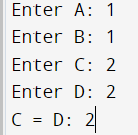 Enter A: 1
Enter B: 1
Enter C: 2
Enter D: 2
C = D: 2